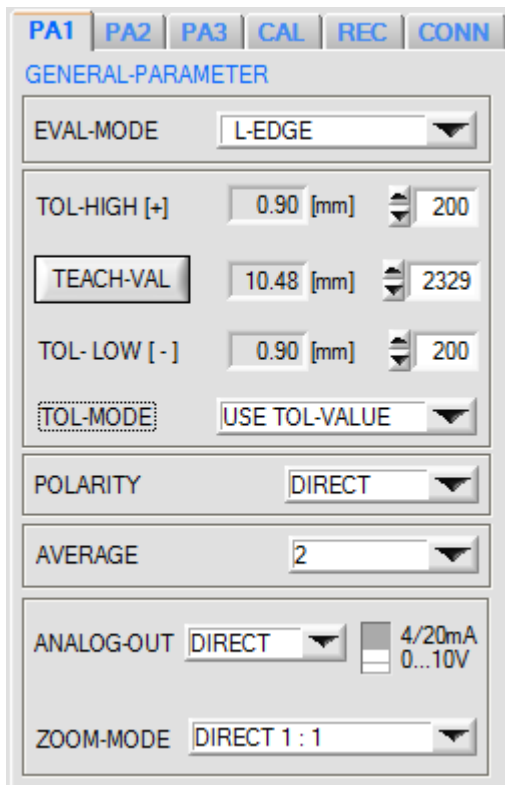 PA1 PA2 PA3 CAL REC CONN
GENERAL-PARAMETER
EVAL-MODE L-EDGE
TOL-HIGH [+] 0.90 [mm] 200
TEACH-VAL 10.48 [mm] 2329
TOL- LOW [ - ] 0.90 [mm] 200
TOL-MODE USE TOL-VALUE
POLARITY DIRECT
AVERAGE 2
ANALOG-OUT DIRECT 4/20mA
0...10V
ZOOM-MODE DIRECT 1 : 1